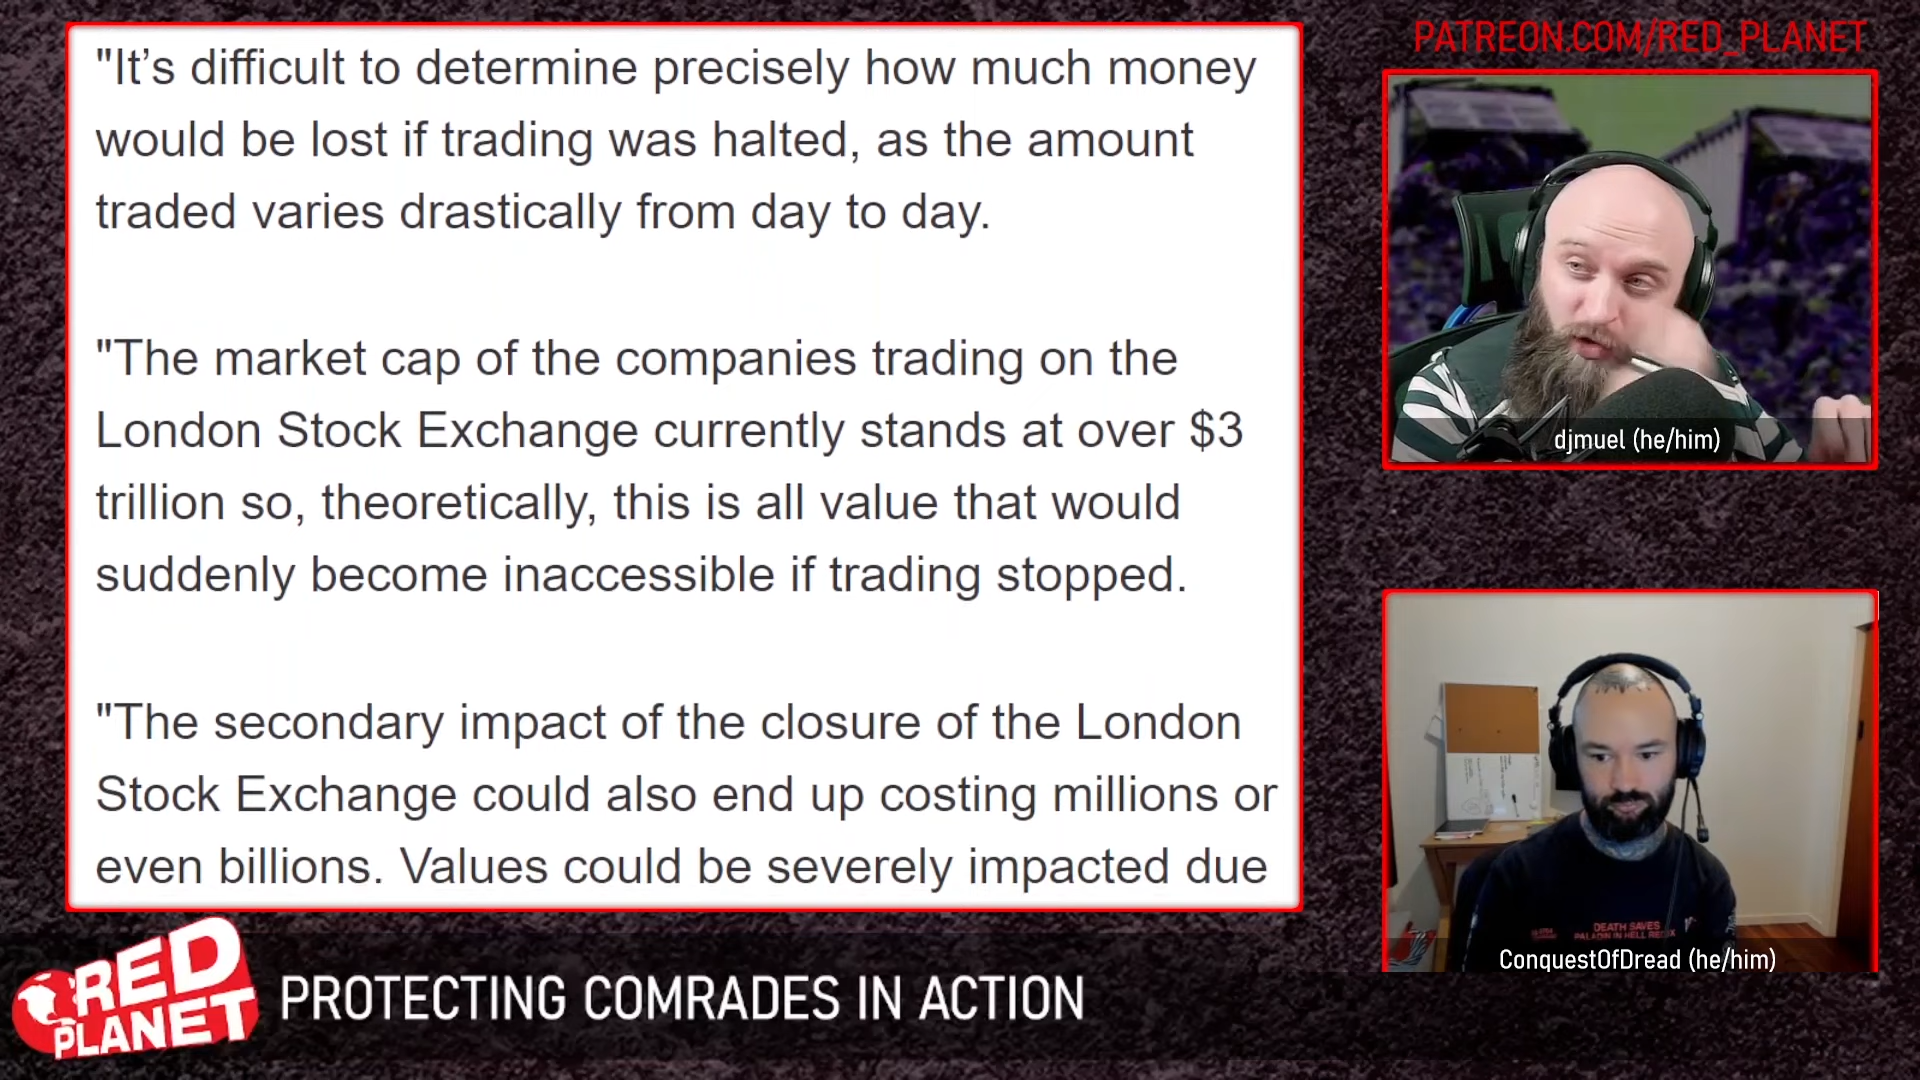 "It’s difficult to determine precisely how much money
would be lost if trading was halted, as the amount
traded varies drastically from day to day.
"The market cap of the companies trading on the
London Stock Exchange currently stands at over $3
trillion so, theoretically, this is all value that would
suddenly become inaccessible if trading stopped.
"The secondary impact of the closure of the London
Stock Exchange could also end up costing millions or
even billions. Values could be severely impacted due
PATREON.COM/RED_PLANET
djmuel (he/him)
DEATH SAVES
PALADIN IN HELL
ConquestOfDread (he/him)
RED
PLANET
PROTECTING COMRADES IN ACTION